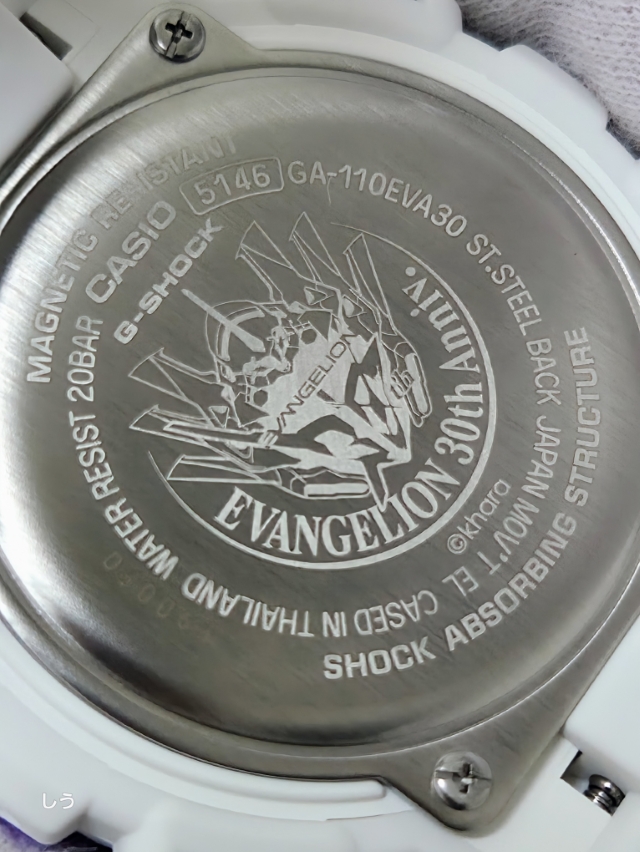 MAGNETIC RESISTANT
5146
GA-110EVA30 ST.STEEL BACK JAPAN MOV'T EL CASED IN THAILAND WATER RESIST 20BAR CASIO
G-SHOCK
EVANGELION
EVANGELION 30th Anniv.
©khara
SHOCK ABSORBING STRUCTURE
しう